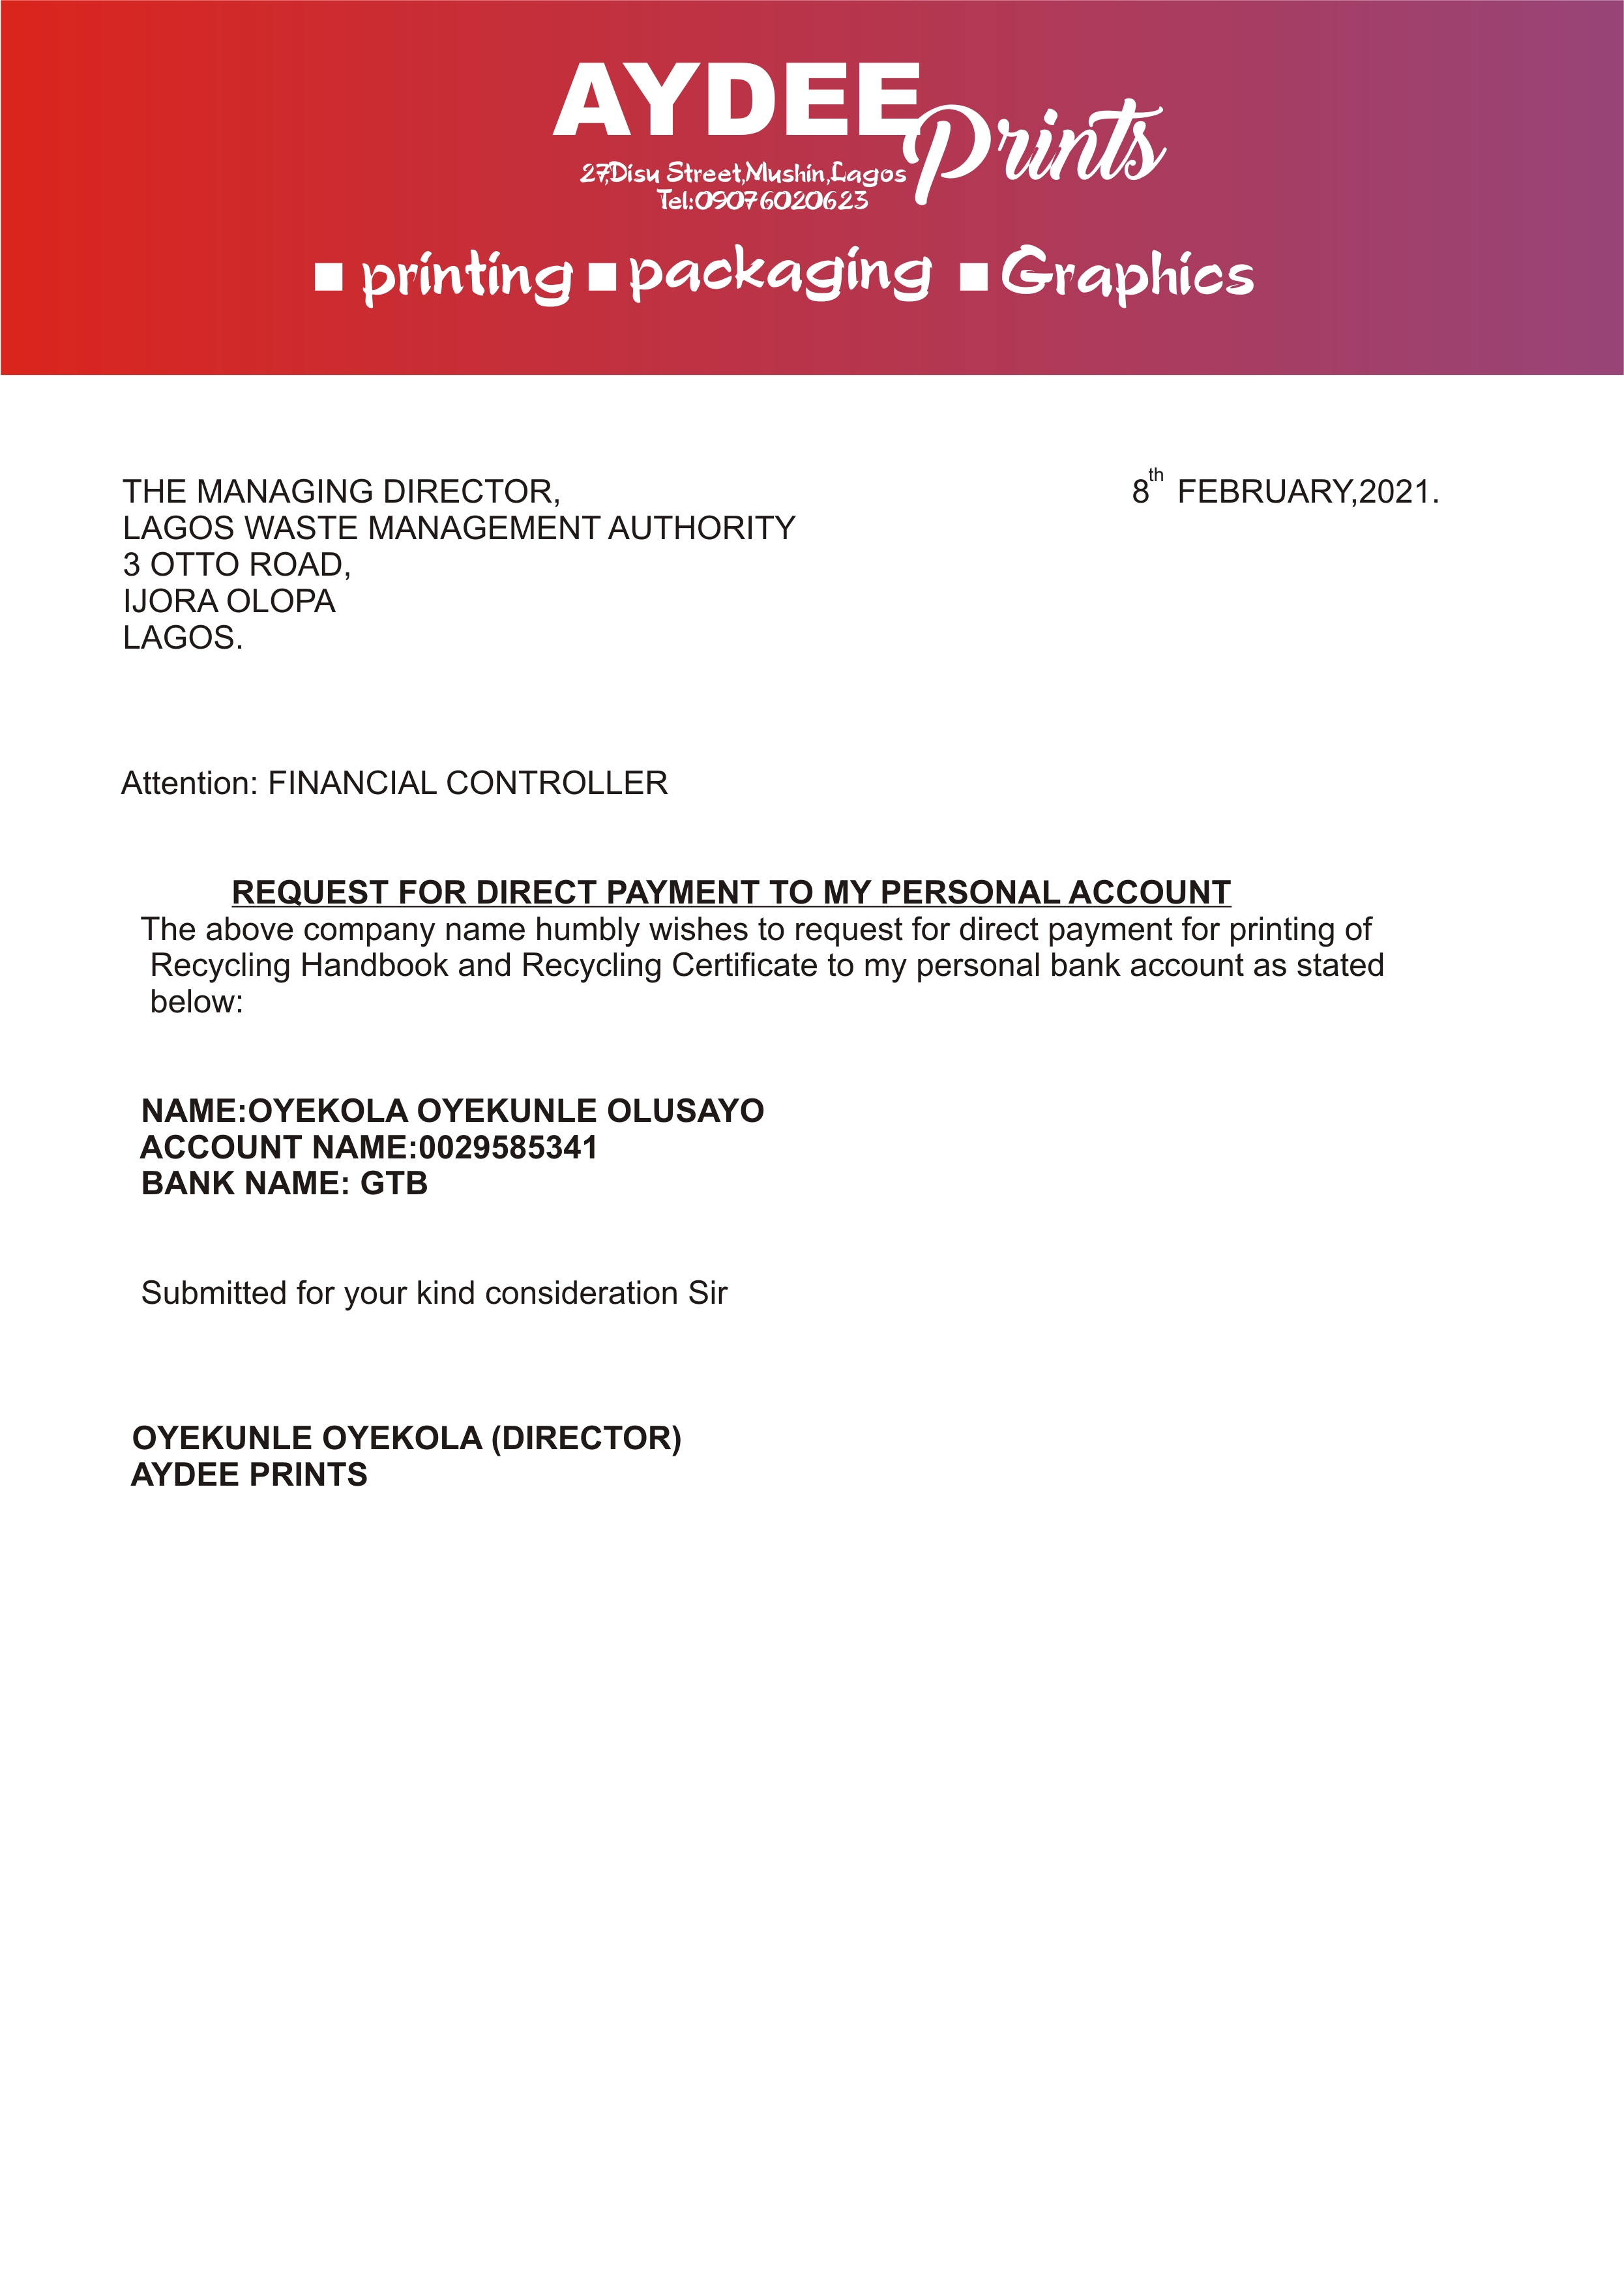 AYDEE Prints
27,Disu Street,Mushin,Lagos
Tel:09076020623
■ printing ■ packaging ■ Graphics
THE MANAGING DIRECTOR,
8th FEBRUARY,2021.
LAGOS WASTE MANAGEMENT AUTHORITY
3 OTTO ROAD,
IJORA OLOPA
LAGOS.
Attention: FINANCIAL CONTROLLER
REQUEST FOR DIRECT PAYMENT TO MY PERSONAL ACCOUNT
The above company name humbly wishes to request for direct payment for printing of
Recycling Handbook and Recycling Certificate to my personal bank account as stated
below:
NAME:OYEKOLA OYEKUNLE OLUSAYO
ACCOUNT NAME:0029585341
BANK NAME: GTB
Submitted for your kind consideration Sir
OYEKUNLE OYEKOLA (DIRECTOR)
AYDEE PRINTS